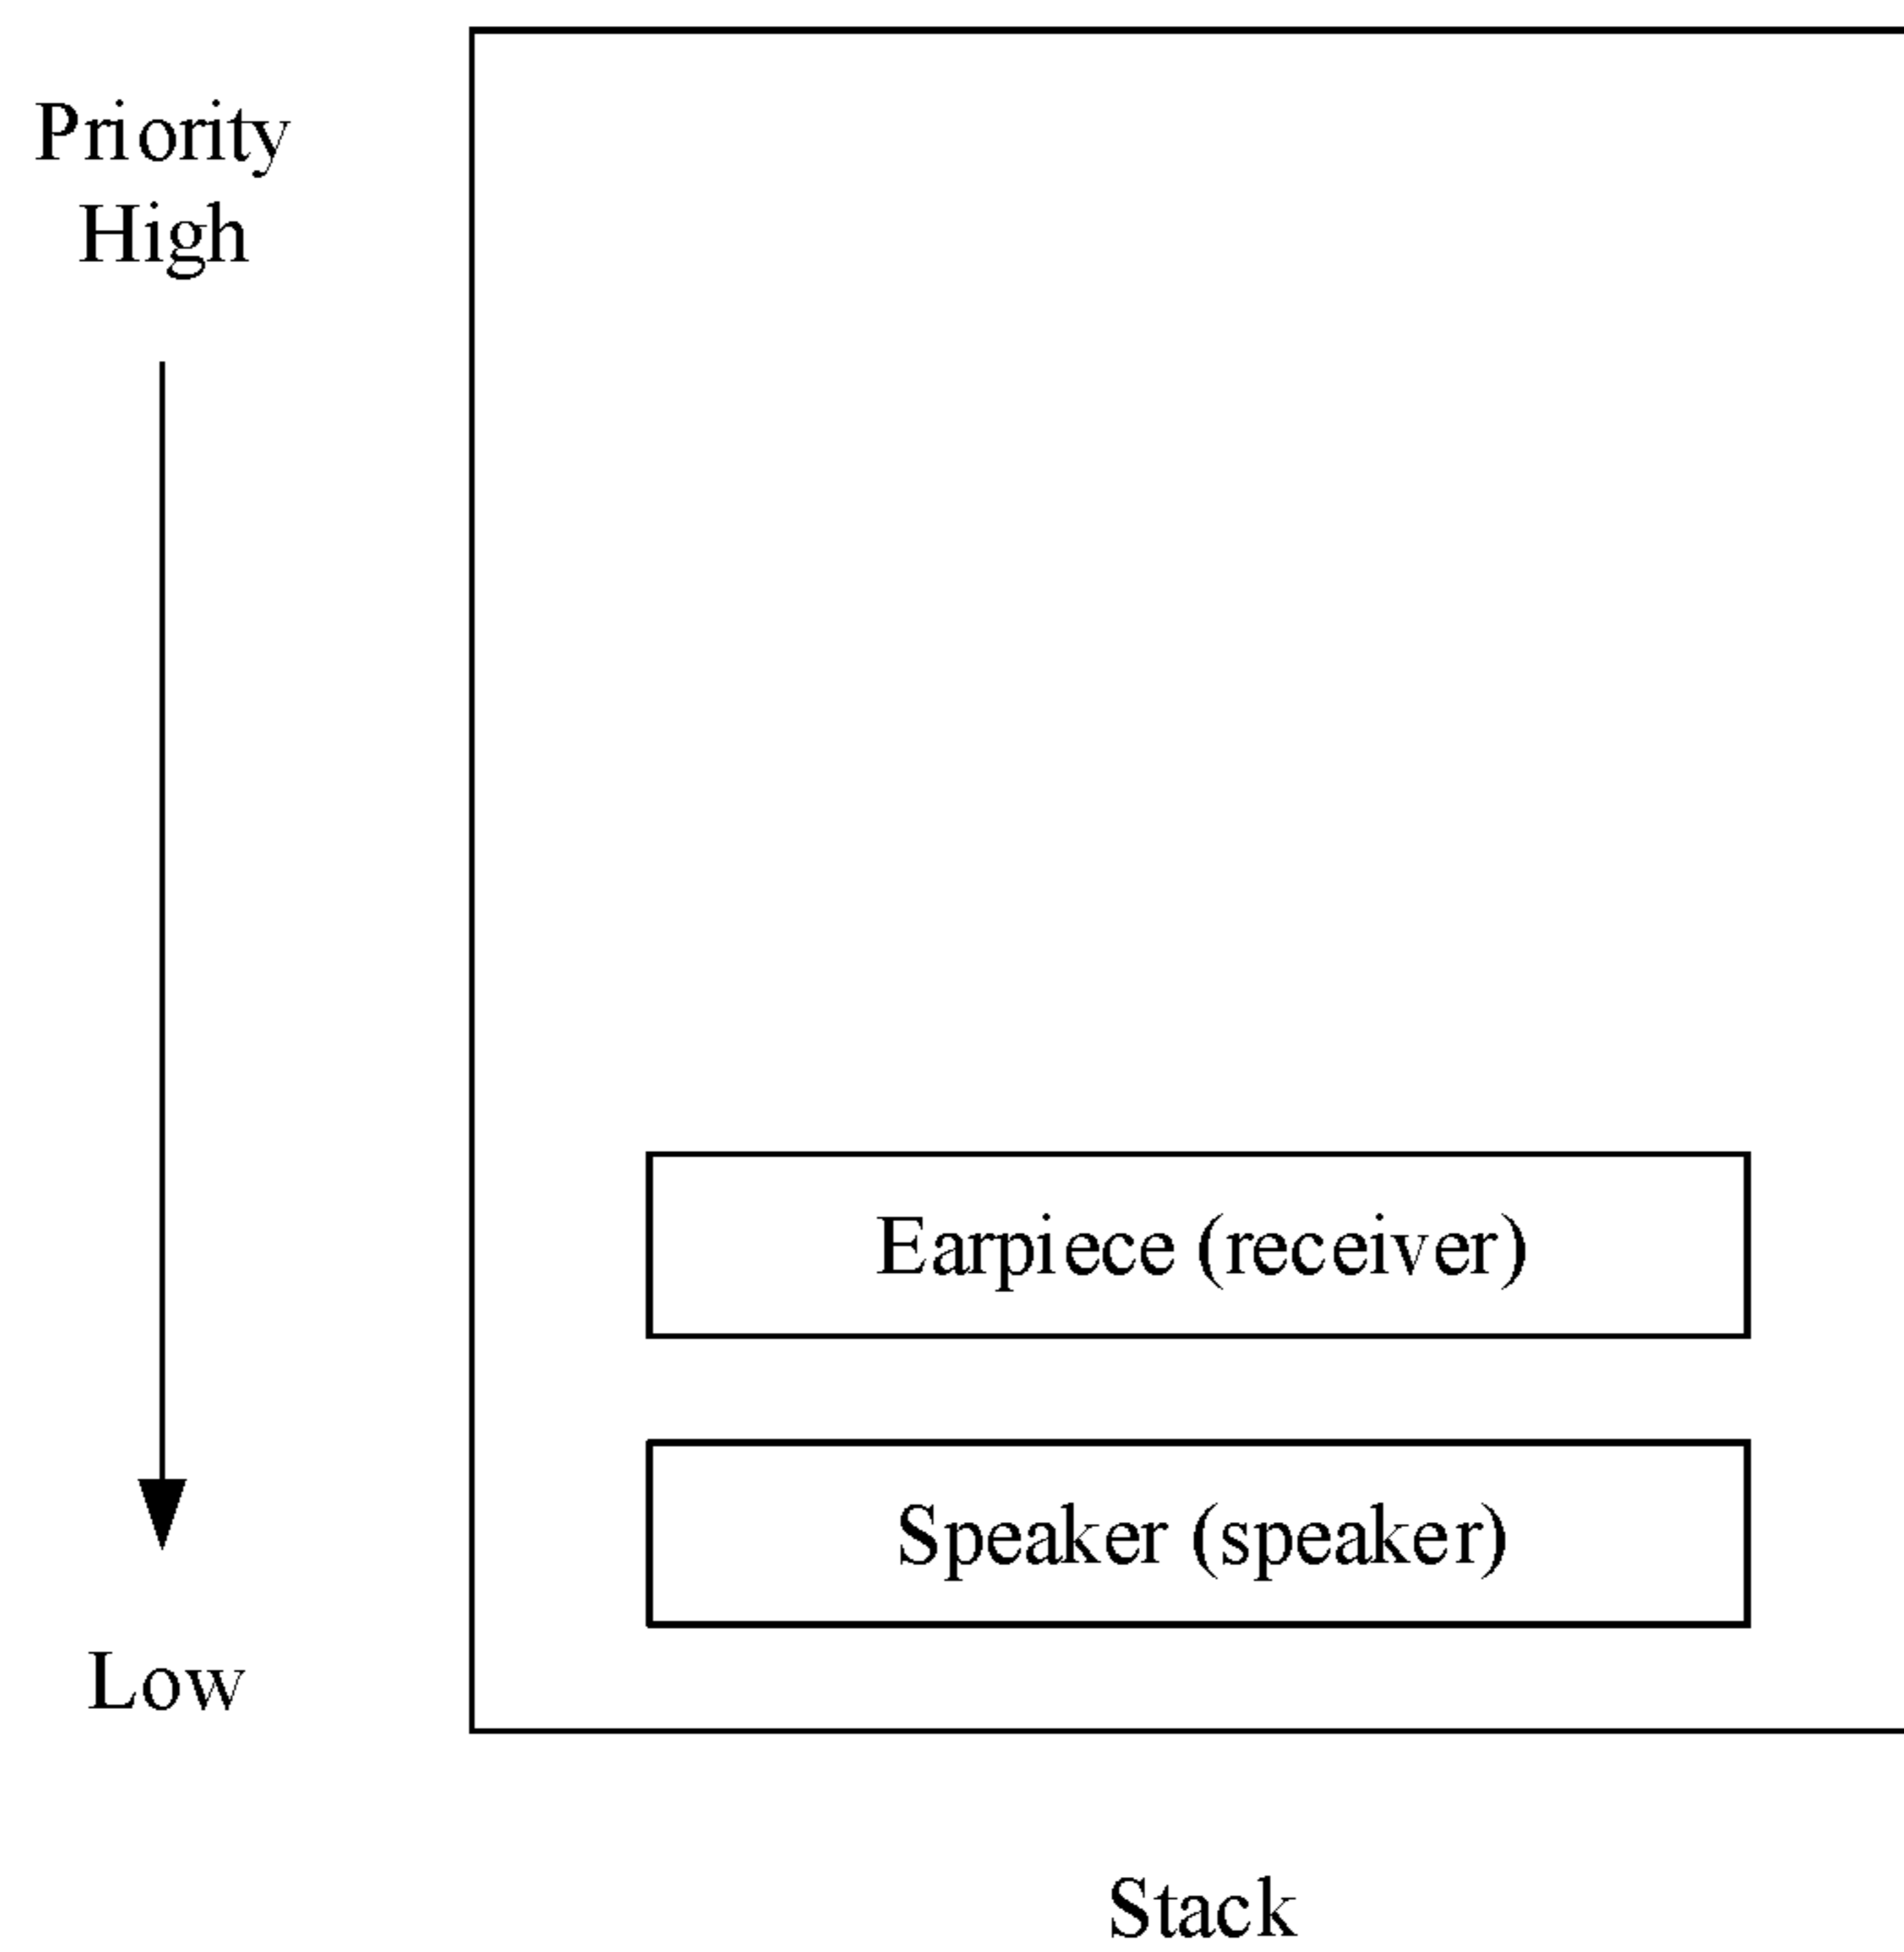 Priority
High
Earpiece (receiver)
Speaker (speaker)
Low
Stack